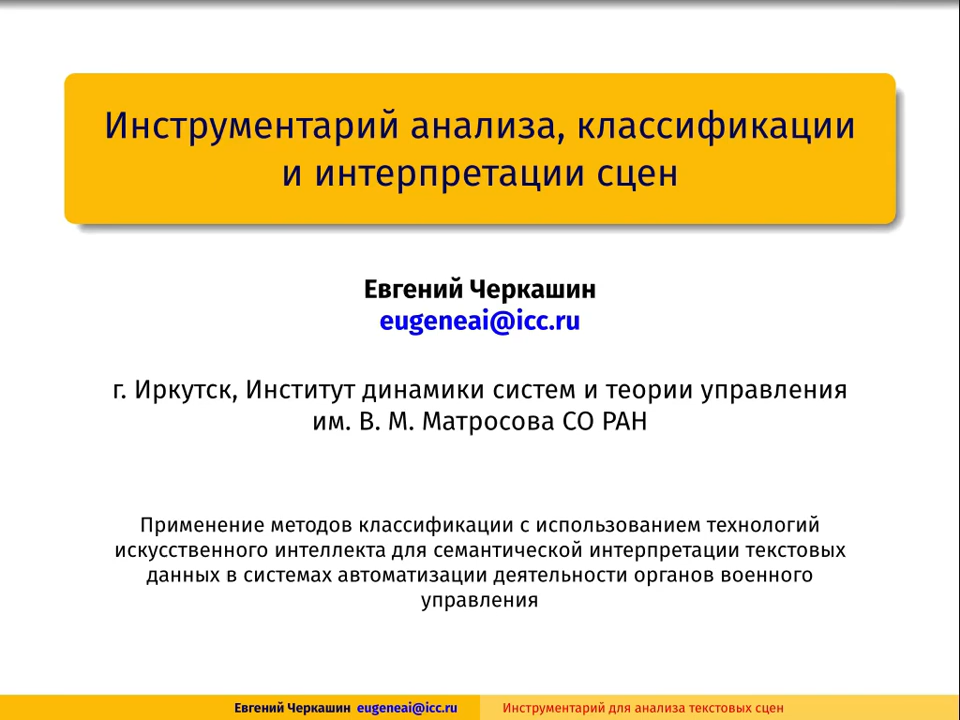 Инструментарий анализа, классификации
и интерпретации сцен
Евгений Черкашин
eugeneai@icc.ru
г. Иркутск, Институт динамики систем и теории управления
им. В. М. Матросова СО РАН
Применение методов классификации с использованием технологий
искусственного интеллекта для семантической интерпретации текстовых
данных в системах автоматизации деятельности органов военного
управления
Евгений Черкашин eugeneai@icc.ru
Инструментарий для анализа текстовых сцен